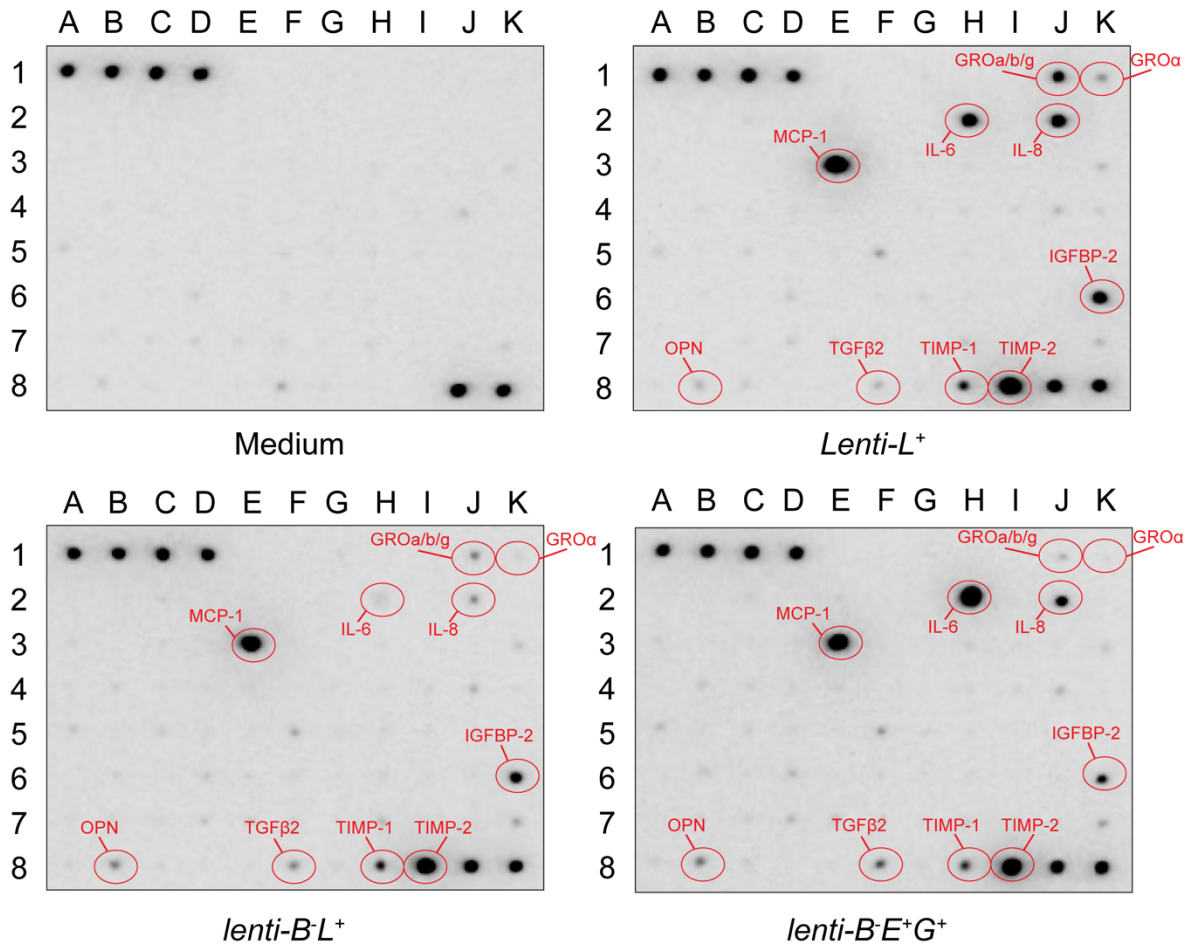 A B C D E F G H I J K
1
2
3
4
5
6
7
8
Medium
A B C D E F G H I J K
GROa/b/g GROα
1
2
IL-6 IL-8
MCP-1
3
4
5
IGFBP-2
6
7
OPN TGFβ2 TIMP-1 TIMP-2
8
Lenti-L⁺
A B C D E F G H I J K
GROa/b/g GROα
1
2
IL-6 IL-8
MCP-1
3
4
5
IGFBP-2
6
7
OPN TGFβ2 TIMP-1 TIMP-2
8
lenti-B⁻L⁺
A B C D E F G H I J K
GROa/b/g GROα
1
2
IL-6 IL-8
MCP-1
3
4
5
IGFBP-2
6
7
OPN TGFβ2 TIMP-1 TIMP-2
8
lenti-B⁻E⁺G⁺